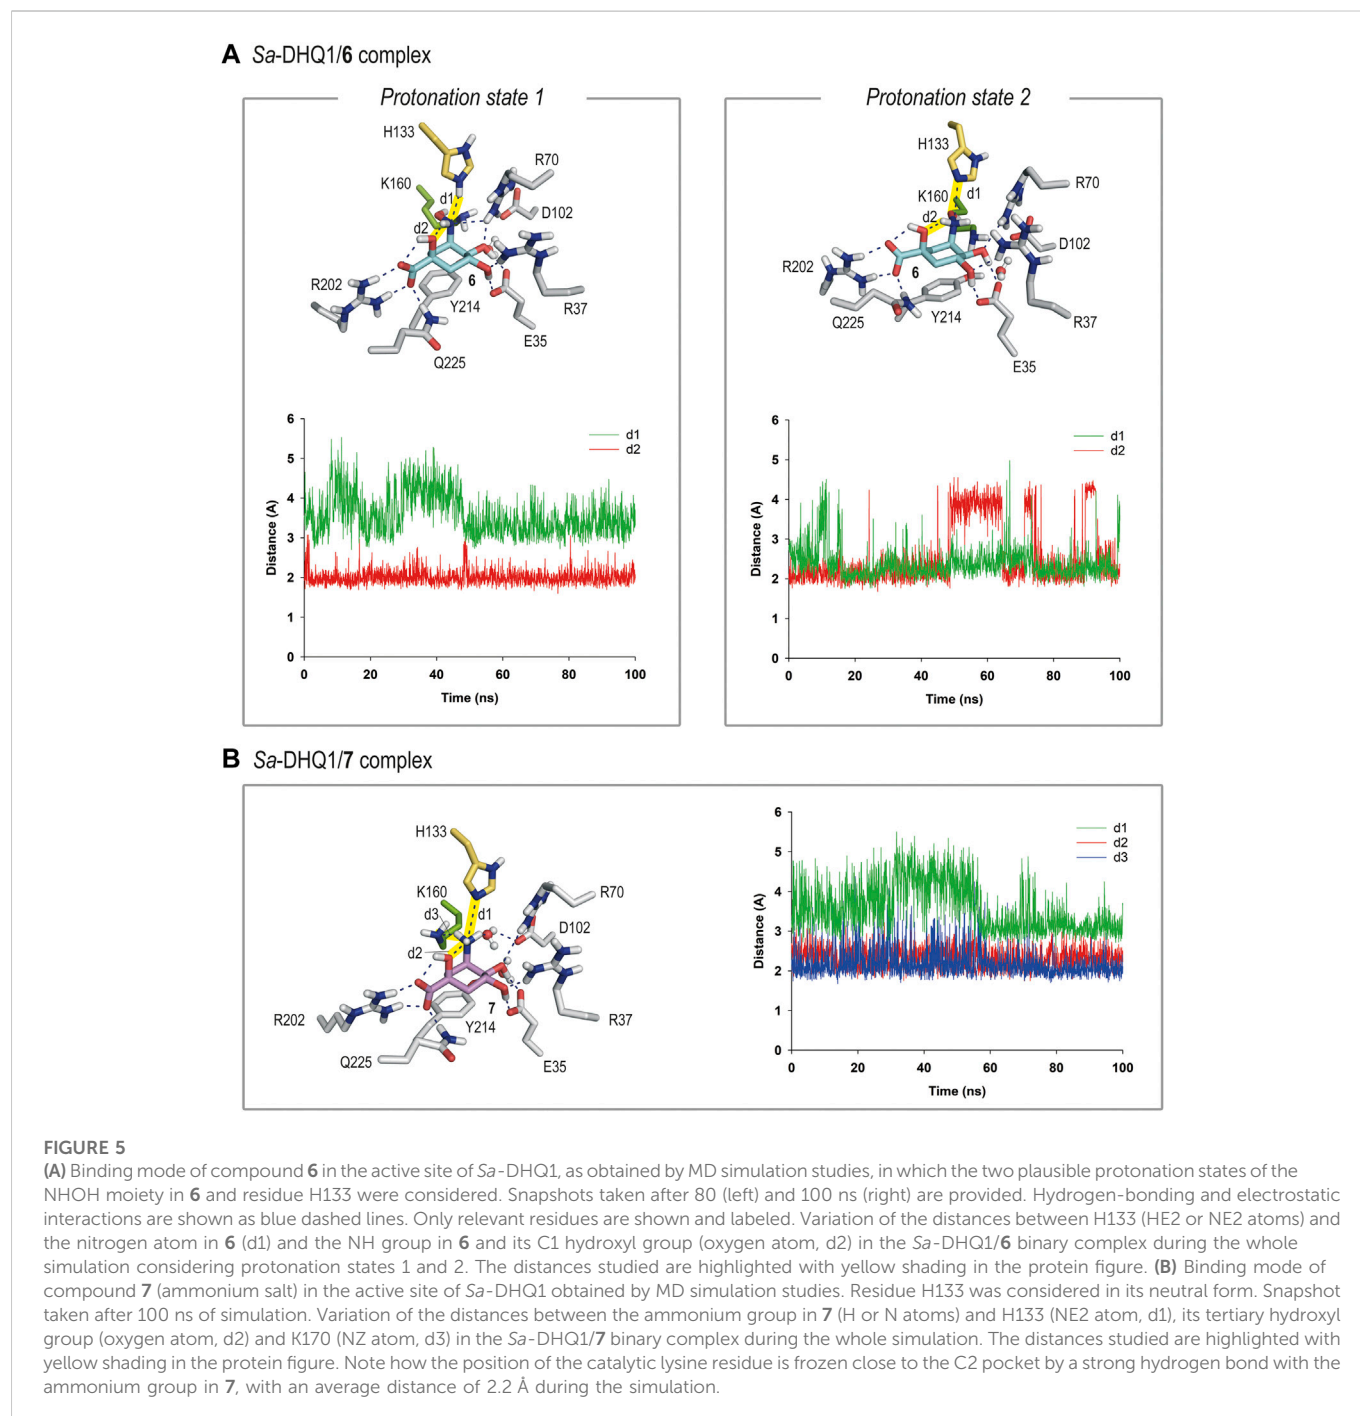 A Sa-DHQ1/6 complex
Protonation state 1
H133
R70
K160
d1
D102
d2
R202
6
Y214
R37
E35
Q225
6
5
4
3
2
1
0
Distance (A)
d1
d2
0 20 40 60 80 100
Time (ns)
Protonation state 2
H133
d1
R70
K160
d2
D102
R202
6
Q225
Y214
R37
E35
6
5
4
3
2
1
0
Distance (A)
d1
d2
0 20 40 60 80 100
Time (ns)
B Sa-DHQ1/7 complex
H133
K160
R70
d3
d1
D102
d2
7
R202
Y214
R37
Q225
E35
6
5
4
3
2
1
0
Distance (A)
d1
d2
d3
0 20 40 60 80 100
Time (ns)
FIGURE 5
(A) Binding mode of compound 6 in the active site of Sa-DHQ1, as obtained by MD simulation studies, in which the two plausible protonation states of the
NHOH moiety in 6 and residue H133 were considered. Snapshots taken after 80 (left) and 100 ns (right) are provided. Hydrogen-bonding and electrostatic
interactions are shown as blue dashed lines. Only relevant residues are shown and labeled. Variation of the distances between H133 (HE2 or NE2 atoms) and
the nitrogen atom in 6 (d1) and the NH group in 6 and its C1 hydroxyl group (oxygen atom, d2) in the Sa-DHQ1/6 binary complex during the whole
simulation considering protonation states 1 and 2. The distances studied are highlighted with yellow shading in the protein figure. (B) Binding mode of
compound 7 (ammonium salt) in the active site of Sa-DHQ1 obtained by MD simulation studies. Residue H133 was considered in its neutral form. Snapshot
taken after 100 ns of simulation. Variation of the distances between the ammonium group in 7 (H or N atoms) and H133 (NE2 atom, d1), its tertiary hydroxyl
group (oxygen atom, d2) and K170 (NZ atom, d3) in the Sa-DHQ1/7 binary complex during the whole simulation. The distances studied are highlighted with
yellow shading in the protein figure. Note how the position of the catalytic lysine residue is frozen close to the C2 pocket by a strong hydrogen bond with the
ammonium group in 7, with an average distance of 2.2 Å during the simulation.